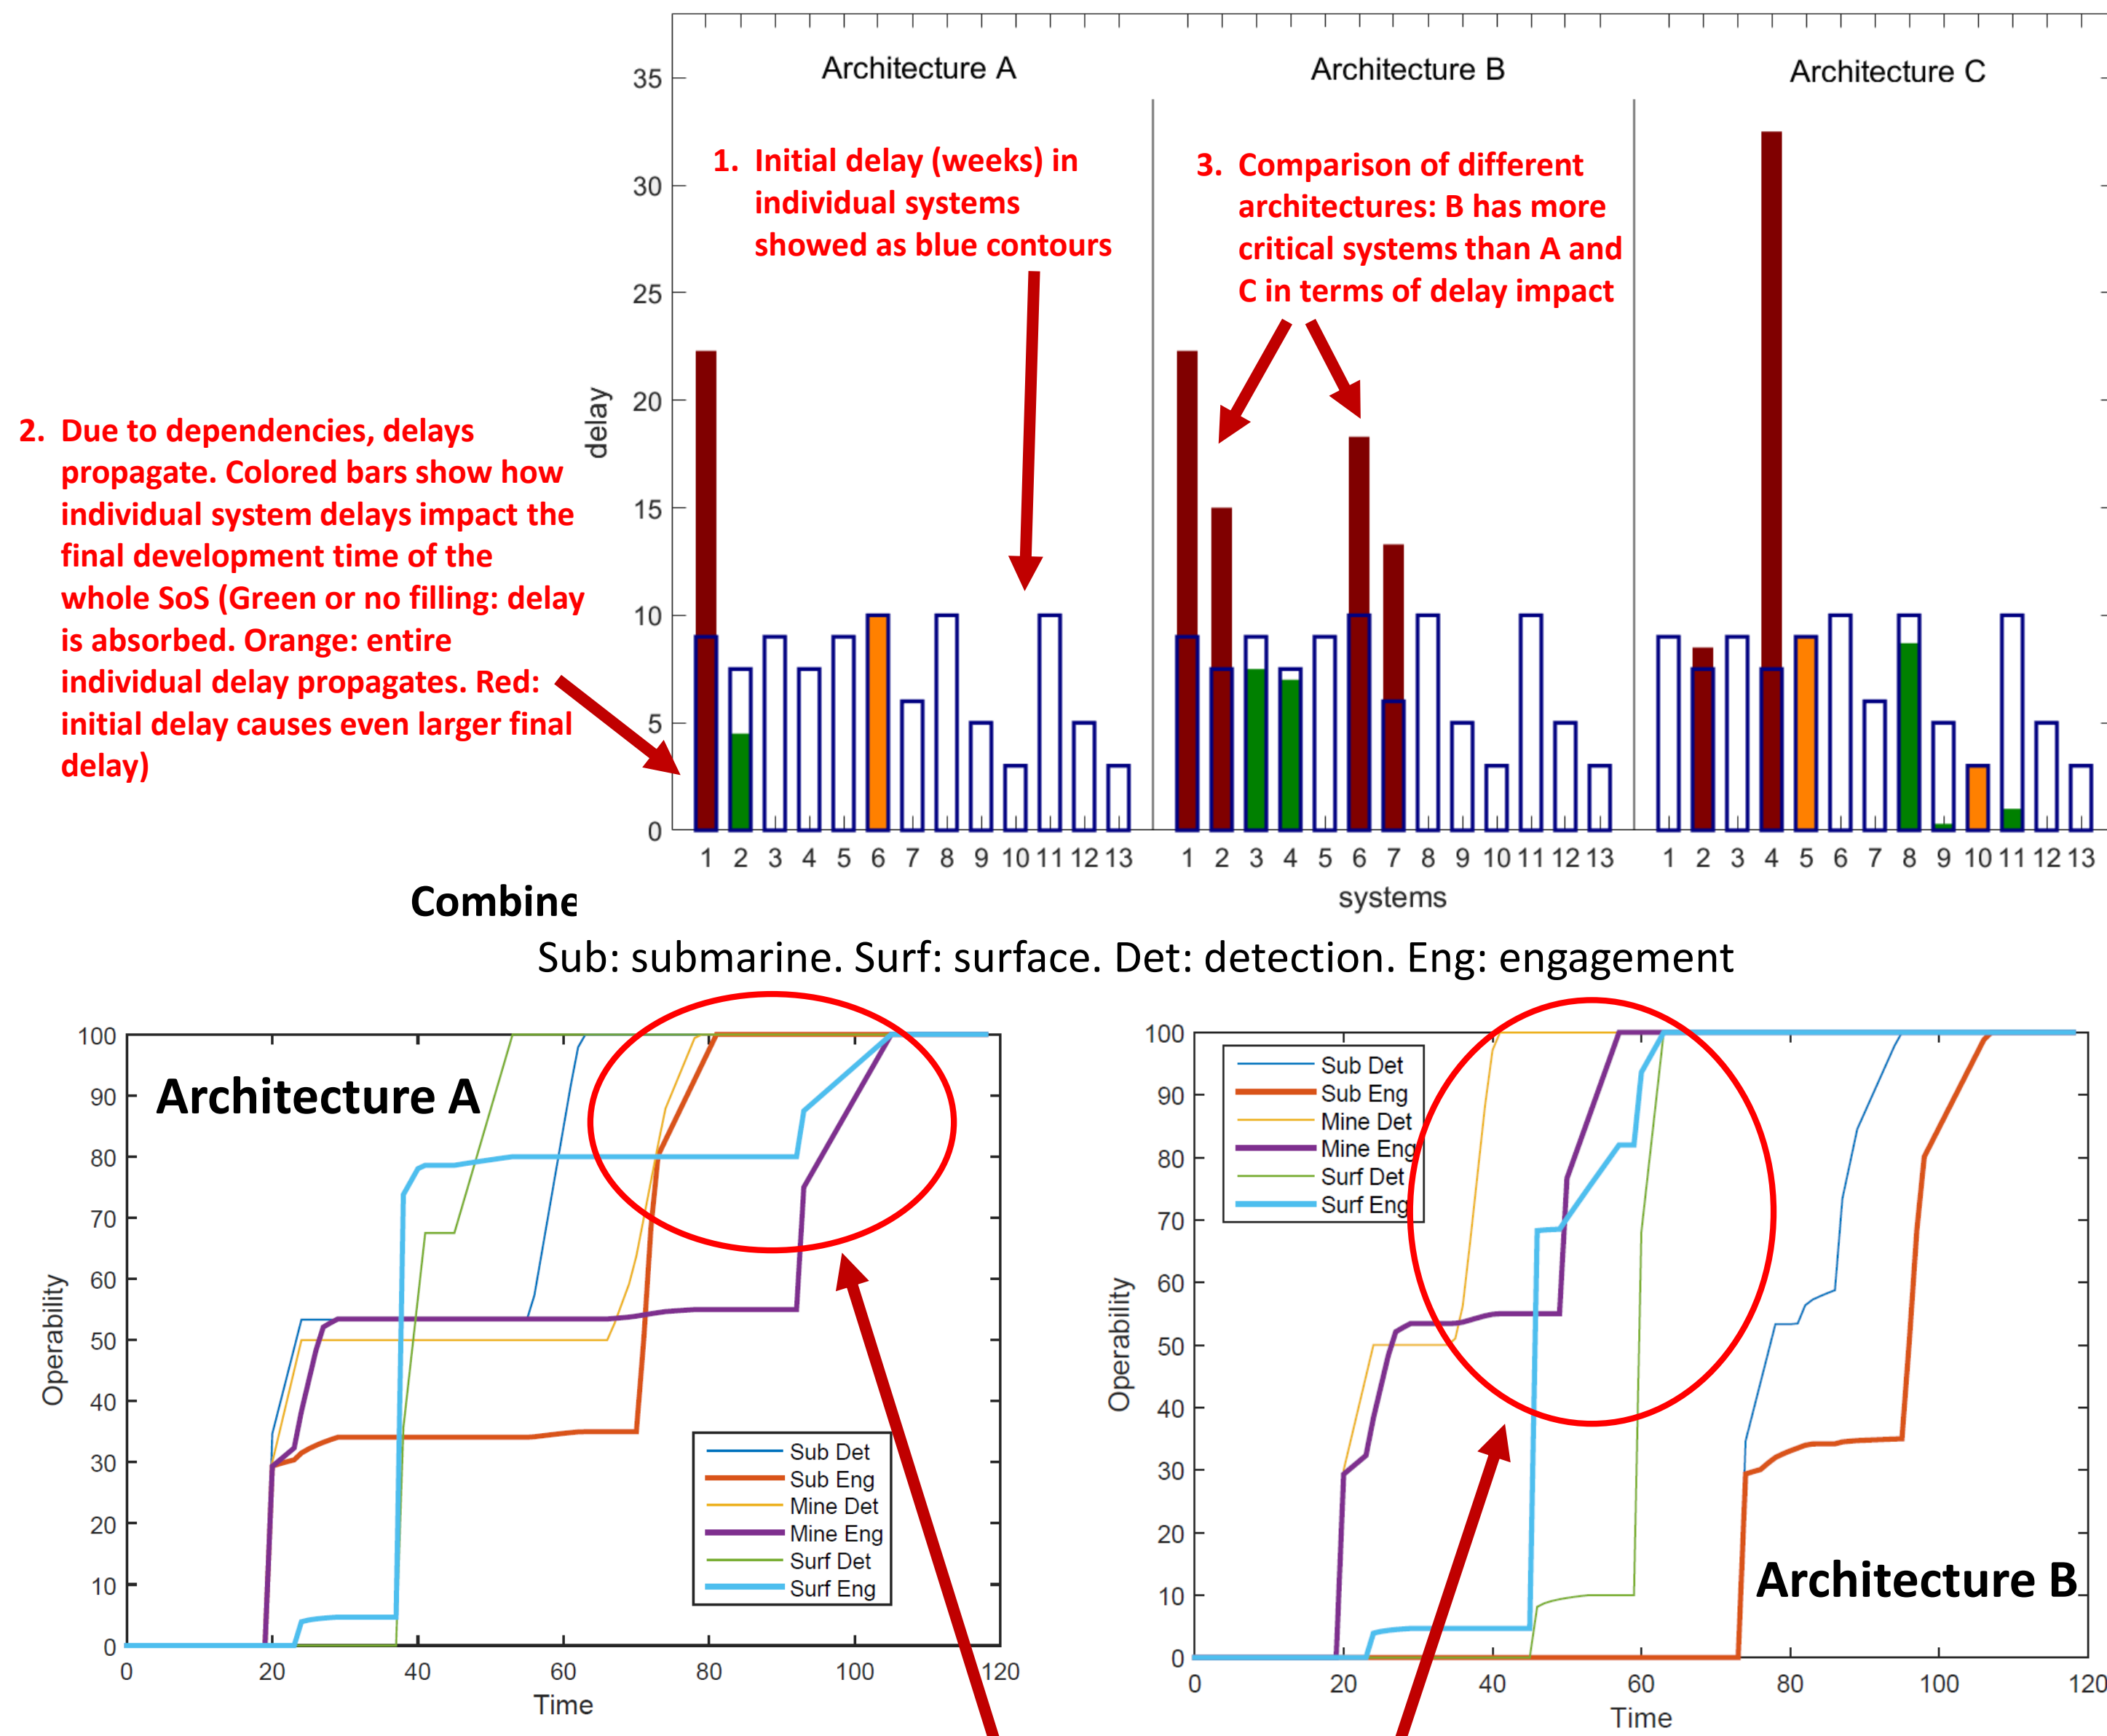 Architecture A
Architecture B
Architecture C
35
30
25
20
15
10
5
0
delay
1. Initial delay (weeks) in
individual systems
showed as blue contours
3. Comparison of different
architectures: B has more
critical systems than A and
C in terms of delay impact
2. Due to dependencies, delays
propagate. Colored bars show how
individual system delays impact the
final development time of the
whole SoS (Green or no filling: delay
is absorbed. Orange: entire
individual delay propagates. Red:
initial delay causes even larger final
delay)
1 2 3 4 5 6 7 8 9 10 11 12 13
1 2 3 4 5 6 7 8 9 10 11 12 13
1 2 3 4 5 6 7 8 9 10 11 12 13
systems
Combine
Sub: submarine. Surf: surface. Det: detection. Eng: engagement
Architecture A
100
90
80
70
60
50
40
30
20
10
0
Operability
Sub Det
Sub Eng
Mine Det
Mine Eng
Surf Det
Surf Eng
0 20 40 60 80 100 120
Time
100
90
80
70
60
50
40
30
20
10
0
Operability
Sub Det
Sub Eng
Mine Det
Mine Eng
Surf Det
Surf Eng
Architecture B
0 20 40 60 80 100 120
Time